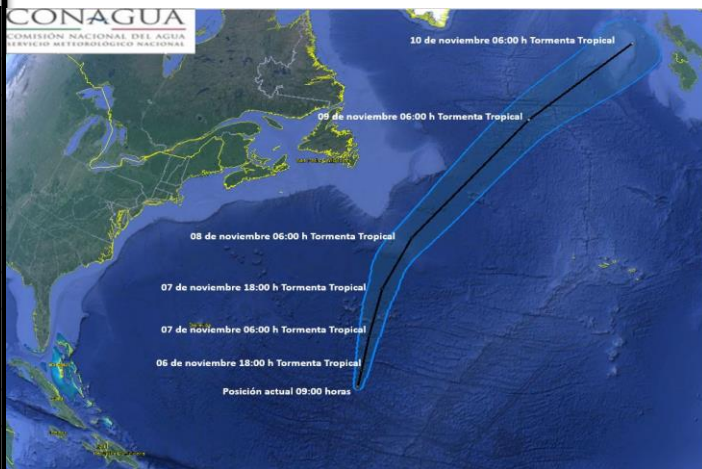 CONAGUA
COMISIÓN NACIONAL DEL AGUA
SERVICIO METEOROLÓGICO NACIONAL
10 de noviembre 06:00 h Tormenta Tropical
09 de noviembre 06:00 h Tormenta Tropical
08 de noviembre 06:00 h Tormenta Tropical
07 de noviembre 18:00 h Tormenta Tropical
07 de noviembre 06:00 h Tormenta Tropical
06 de noviembre 18:00 h Tormenta Tropical
Posición actual 09:00 horas